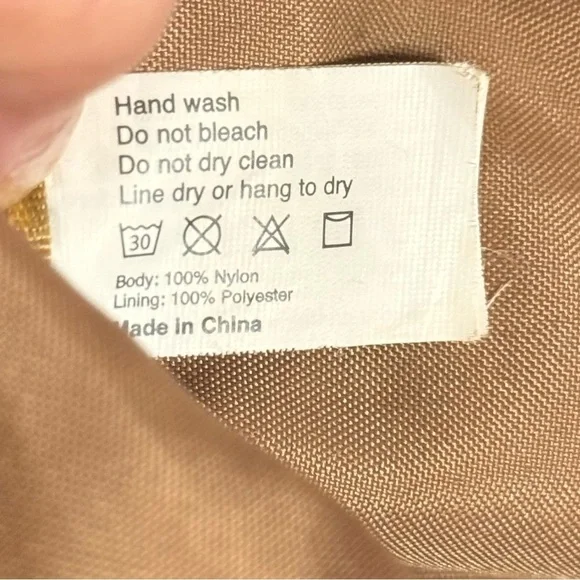 Hand wash
Do not bleach
Do not dry clean
Line dry or hang to dry
30
Body: 100% Nylon
Lining: 100% Polyester
Made in China